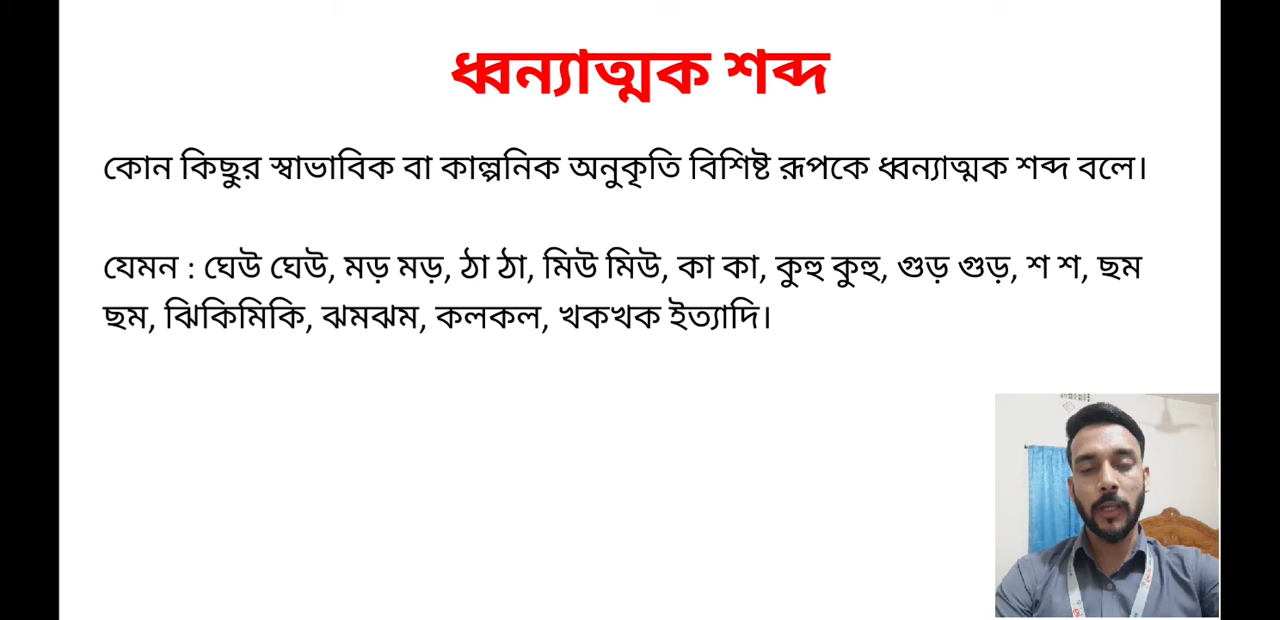 ধ্বন্যাত্মক শব্দ
কোন কিছুর স্বাভাবিক বা কাল্পনিক অনুকৃতি বিশিষ্ট রূপকে ধ্বন্যাত্মক শব্দ বলে।
যেমন : ঘেউ ঘেউ, মড় মড়, ঠা ঠা, মিউ মিউ, কা কা, কুহু কুহু, গুড় গুড়, শ শ, ছম
ছম, ঝিকিমিকি, ঝমঝম, কলকল, খকখক ইত্যাদি।